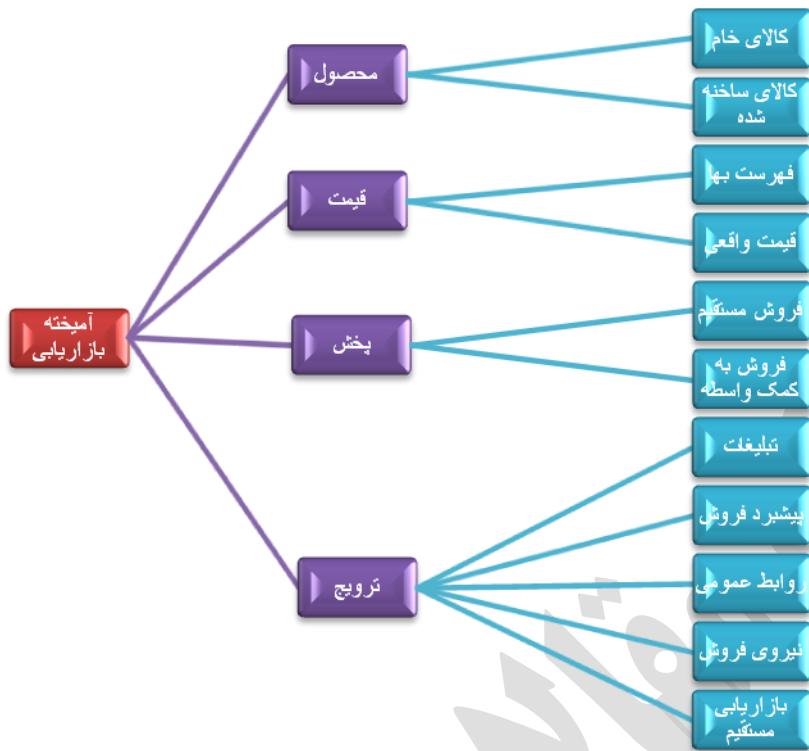 کالای خام
محصول
کالای ساخته
شده
فهرست بها
قیمت
قیمت واقعی
فروش مستقیم
آمیخته
بازاریابی
پخش
فروش به
کمک واسطه
تبلیغات
پیشبرد فروش
ترویج
روابط عمومی
نیروی فروش
بازاریابی
مستقیم